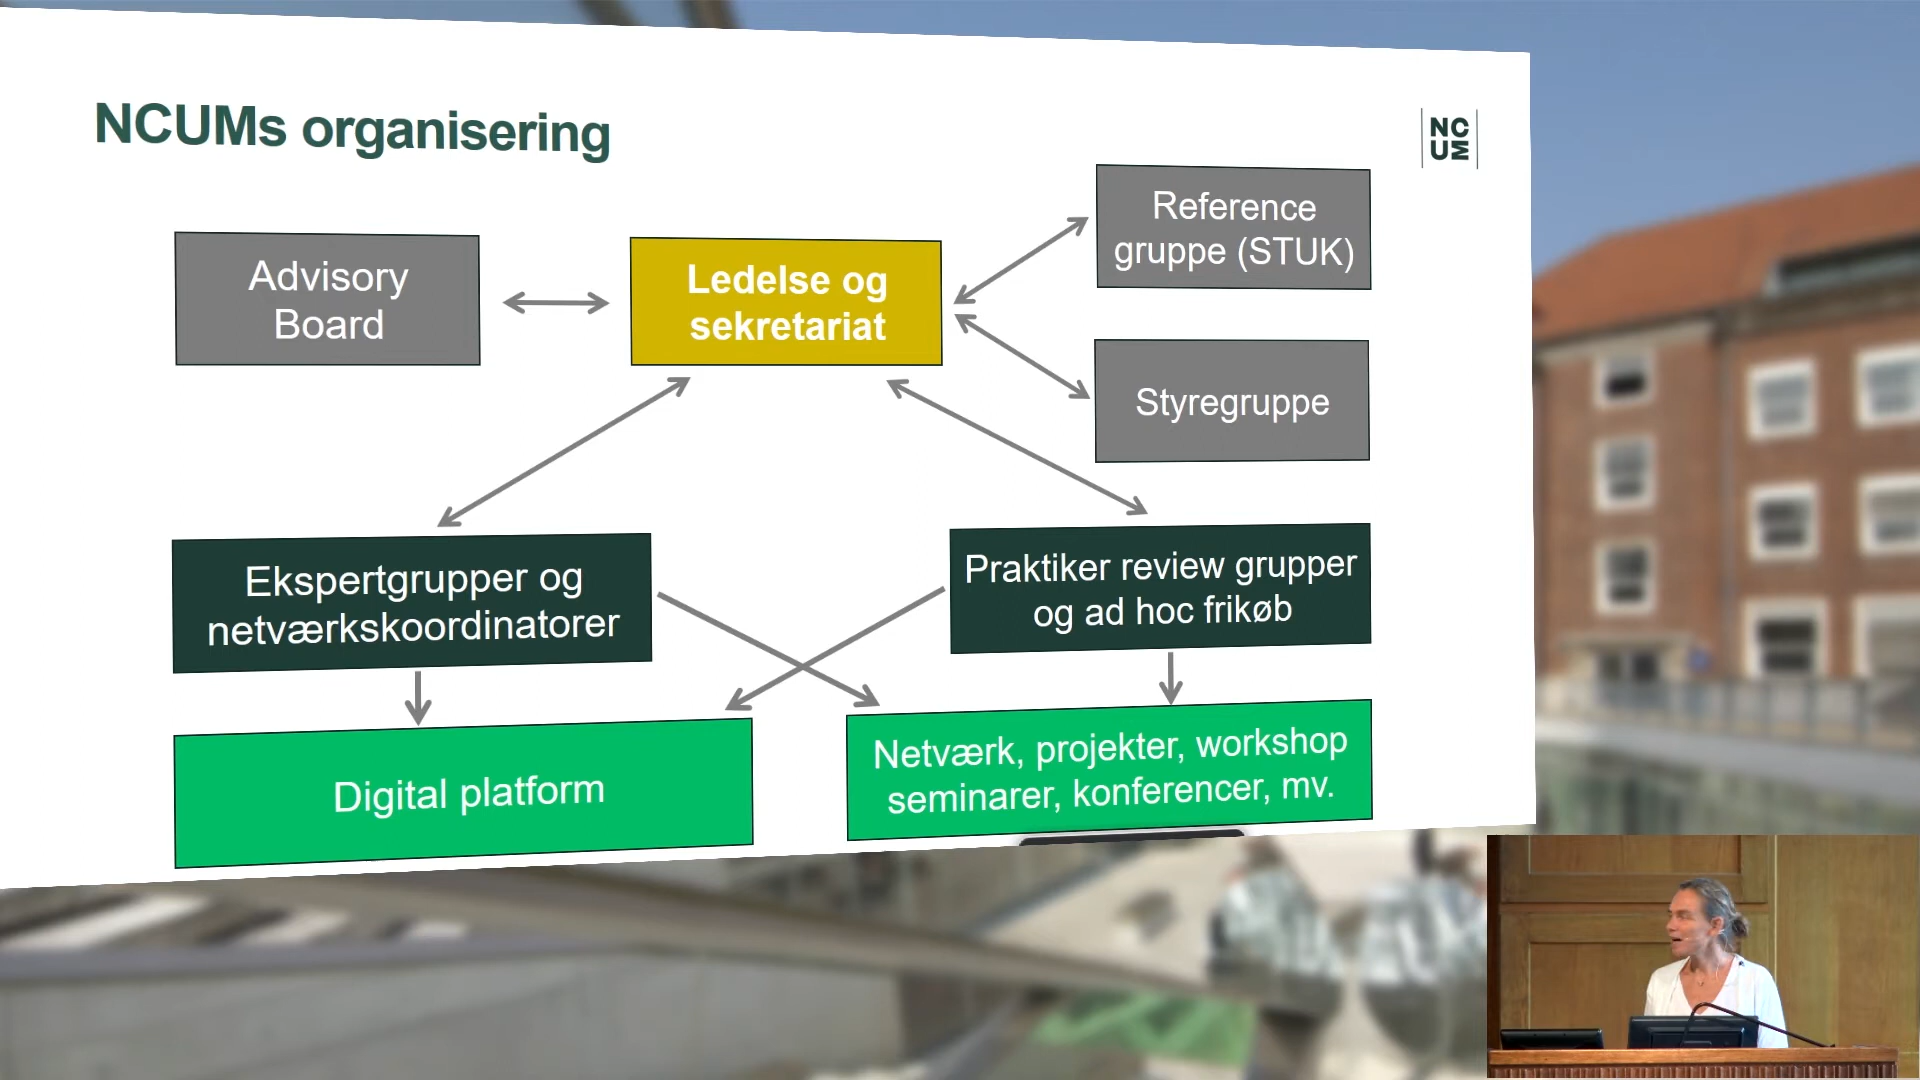 NCUMs organisering
NC
UM
Reference
gruppe (STUK)
Advisory
Board
Ledelse og
sekretariat
Styregruppe
Ekspertgrupper og
netværkskoordinatorer
Praktiker review grupper
og ad hoc frikøb
Digital platform
Netværk, projekter, workshop
seminarer, konferencer, mv.